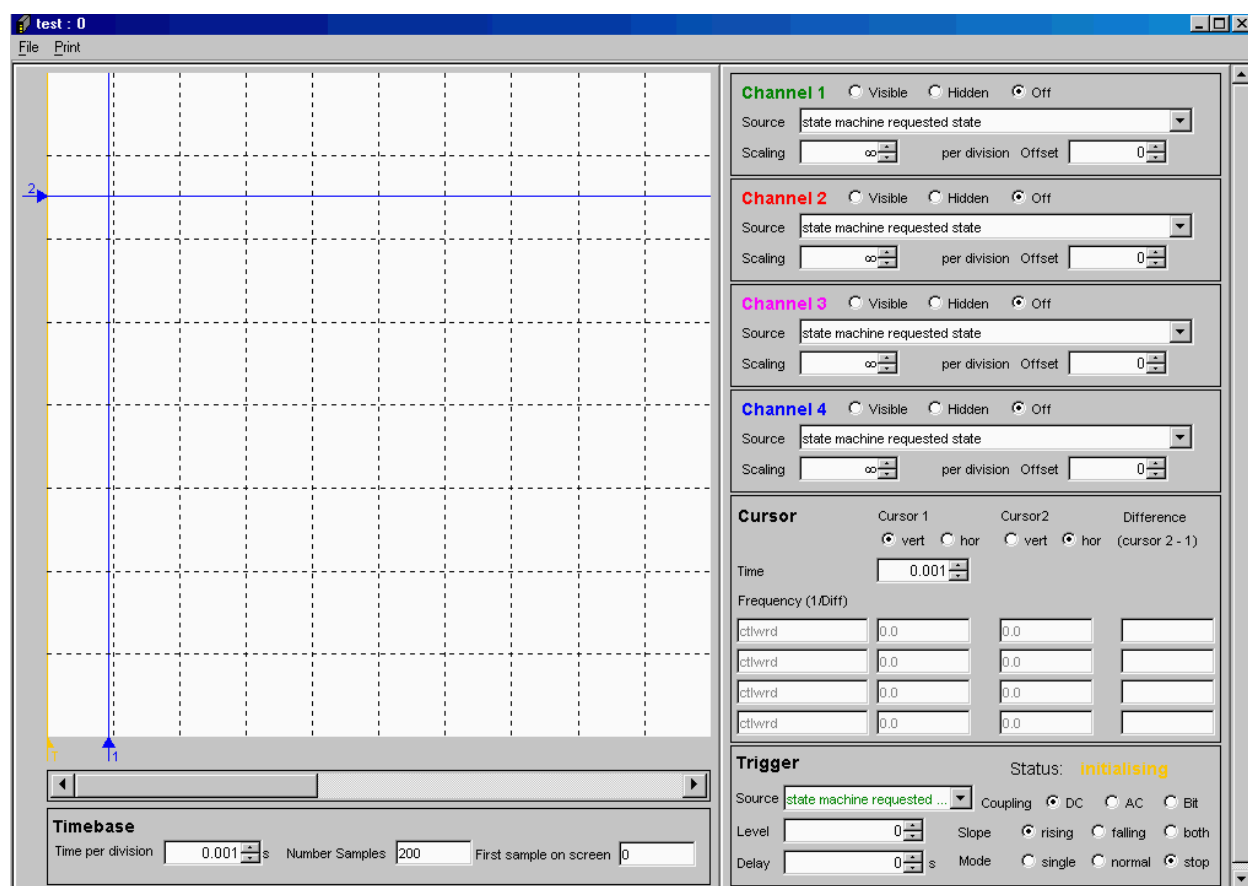 test : 0
File Print
2
T
1
Timebase
Time per division 0.001 s Number Samples 200 First sample on screen 0
Channel 1 Visible Hidden Off
Source state machine requested state
Scaling ∞ per division Offset 0
Channel 2 Visible Hidden Off
Source state machine requested state
Scaling ∞ per division Offset 0
Channel 3 Visible Hidden Off
Source state machine requested state
Scaling ∞ per division Offset 0
Channel 4 Visible Hidden Off
Source state machine requested state
Scaling ∞ per division Offset 0
Cursor Cursor 1 Cursor2 Difference
vert hor vert hor (cursor 2 - 1)
Time 0.001
Frequency (1/Diff)
ctlwrd 0.0 0.0
ctlwrd 0.0 0.0
ctlwrd 0.0 0.0
ctlwrd 0.0 0.0
Trigger Status: initialising
Source state machine requested ... Coupling DC AC Bit
Level 0 Slope rising falling both
Delay 0 s Mode single normal stop